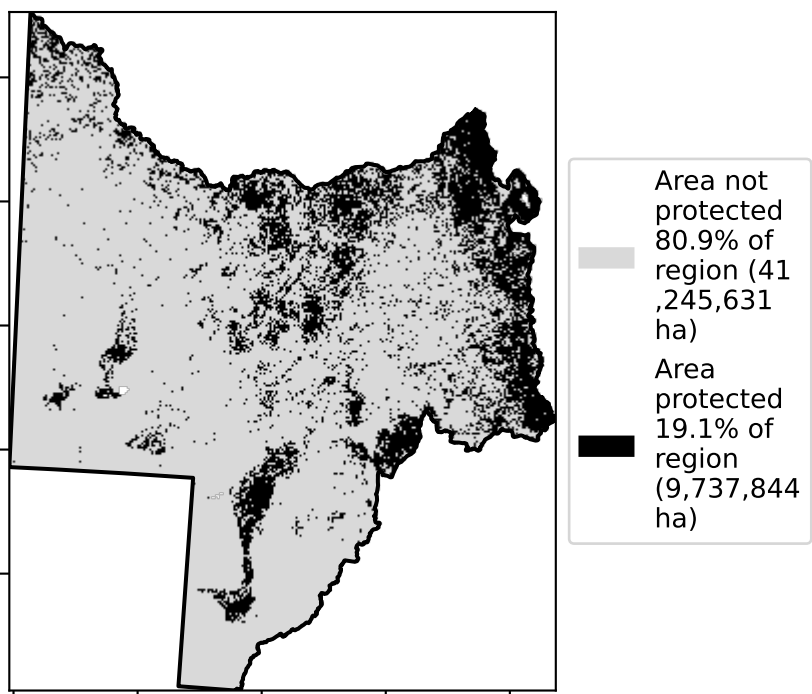 Area not
protected
80.9% of
region (41
,245,631
ha)
Area
protected
19.1% of
region
(9,737,844
ha)